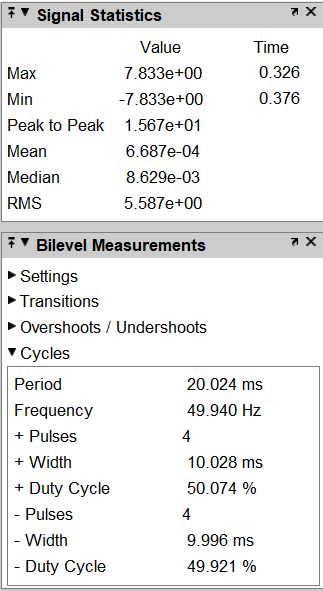 Signal Statistics
Value Time
Max 7.833e+00 0.326
Min -7.833e+00 0.376
Peak to Peak 1.567e+01
Mean 6.687e-04
Median 8.629e-03
RMS 5.587e+00
Bilevel Measurements
Settings
Transitions
Overshoots / Undershoots
Cycles
Period 20.024 ms
Frequency 49.940 Hz
+ Pulses 4
+ Width 10.028 ms
+ Duty Cycle 50.074 %
- Pulses 4
- Width 9.996 ms
- Duty Cycle 49.921 %